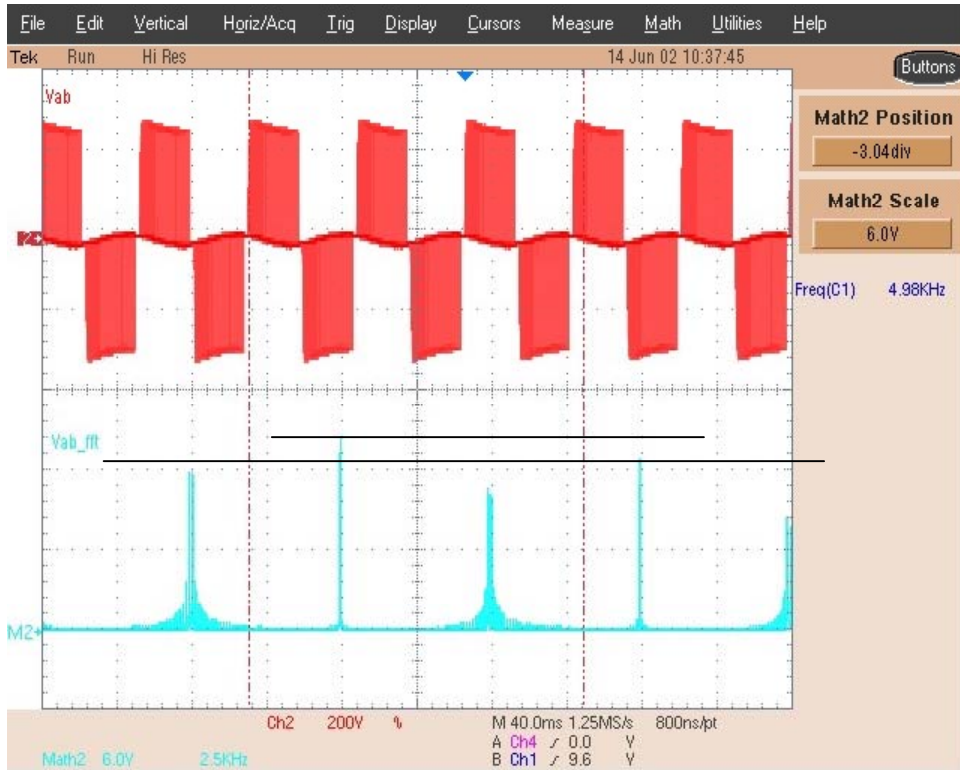 File Edit Vertical Horiz/Acq Trig Display Cursors Measure Math Utilities Help
Tek Run Hi Res 14 Jun 02 10:37:45
Buttons
Vab
Math2 Position
-3.04div
Math2 Scale
6.0V
2
Freq(C1) 4.98KHz
Vab_fft
M2
Ch2 200V M 40.0ms 1.25MS/s 800ns/pt
A Ch4 0.0 V
B Ch1 9.6 V
Math2 6.0V 2.5KHz